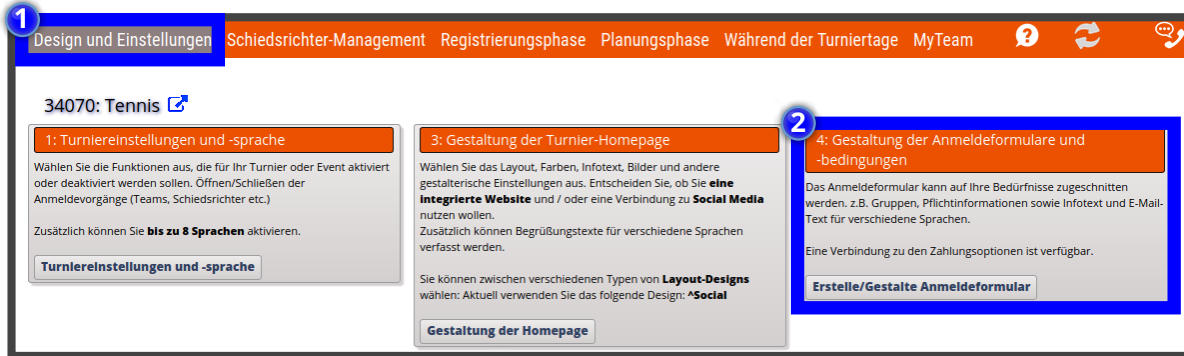 1
Design und Einstellungen Schiedsrichter-Management Registrierungsphase Planungsphase Während der Turniertage MyTeam
34070: Tennis
1: Turniereinstellungen und -sprache
Wählen Sie die Funktionen aus, die für Ihr Turnier oder Event aktiviert
oder deaktiviert werden sollen. Öffnen/Schließen der
Anmeldevorgänge (Teams, Schiedsrichter etc.)
Zusätzlich können Sie bis zu 8 Sprachen aktivieren.
Turniereinstellungen und -sprache
3: Gestaltung der Turnier-Homepage
Wählen Sie das Layout, Farben, Infotext, Bilder und andere
gestalterische Einstellungen aus. Entscheiden Sie, ob Sie eine
integrierte Website und / oder eine Verbindung zu Social Media
nutzen wollen.
Zusätzlich können Begrüßungstexte für verschiedene Sprachen
verfasst werden.
Sie können zwischen verschiedenen Typen von Layout-Designs
wählen: Aktuell verwenden Sie das folgende Design: ^Social
Gestaltung der Homepage
2
4: Gestaltung der Anmeldeformulare und
-bedingungen
Das Anmeldeformular kann auf Ihre Bedürfnisse zugeschnitten
werden. z.B. Gruppen, Pflichtinformationen sowie Infotext und E-Mail-
Text für verschiedene Sprachen.
Eine Verbindung zu den Zahlungsoptionen ist verfügbar.
Erstelle/Gestalte Anmeldeformular